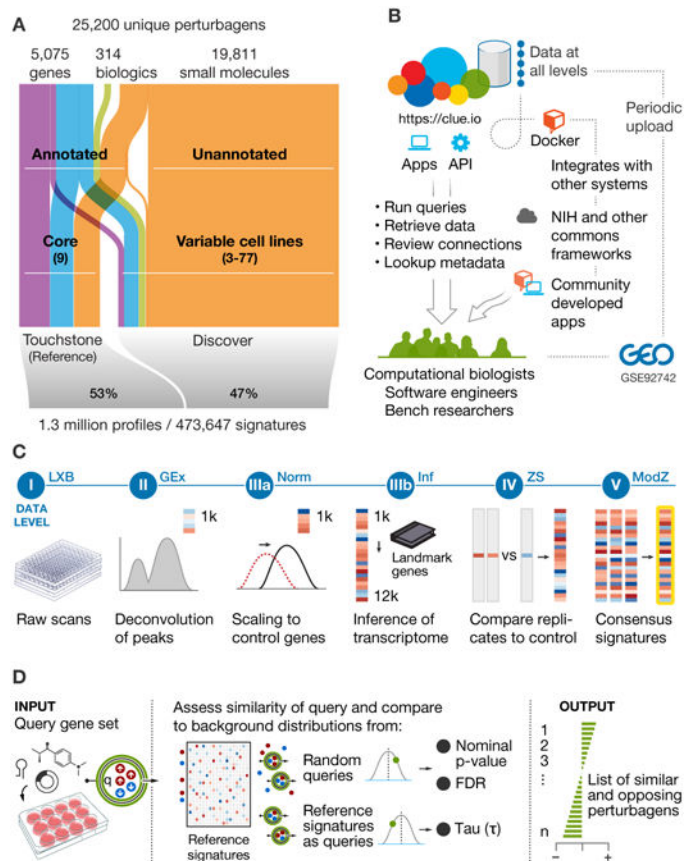 A
25,200 unique perturbagens
5,075 genes
314 biologics
19,811 small molecules
Annotated
Unannotated
Core (9)
Variable cell lines (3-77)
Touchstone (Reference)
Discover
53%
47%
1.3 million profiles / 473,647 signatures
B
Data at all levels
https://clue.io
Apps
API
Docker
Periodic upload
Integrates with other systems
• Run queries
• Retrieve data
• Review connections
• Lookup metadata
NIH and other commons frameworks
Community developed apps
GEO
GSE92742
Computational biologists
Software engineers
Bench researchers
C
I LXB
II GEx
IIIa Norm
IIIb Inf
IV ZS
V ModZ
DATA LEVEL
1k
1k
1k
12k
Landmark genes
vs
Raw scans
Deconvolution of peaks
Scaling to control genes
Inference of transcriptome
Compare repli-cates to control
Consensus signatures
D
INPUT
Query gene set
q
Assess similarity of query and compare
to background distributions from:
Random queries
Reference signatures as queries
Reference signatures
Nominal p-value
FDR
Tau (τ)
OUTPUT
1
2
3
⋮
n
List of similar and opposing perturbagens
− +